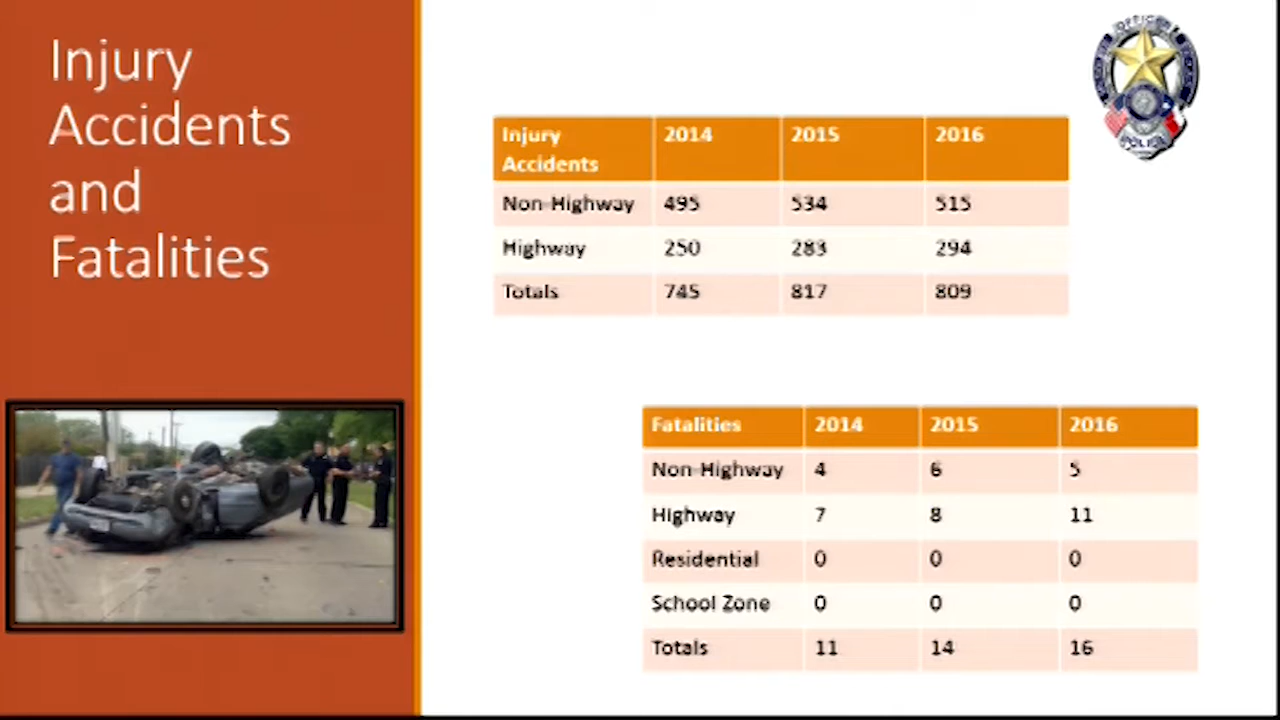 Injury
Accidents
and
Fatalities
Injury Accidents 2014 2015 2016
Non-Highway 495 534 515
Highway 250 283 294
Totals 745 817 809
Fatalities 2014 2015 2016
Non-Highway 4 6 5
Highway 7 8 11
Residential 0 0 0
School Zone 0 0 0
Totals 11 14 16
OFFICER
POLICE